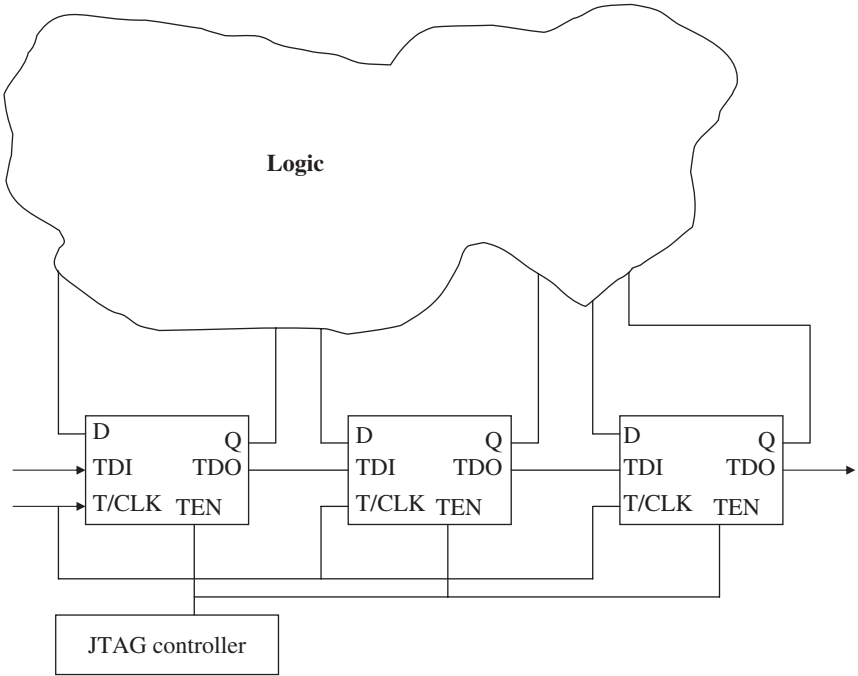 Logic
D
Q
TDI
TDO
T/CLK
TEN
D
Q
TDI
TDO
T/CLK
TEN
D
Q
TDI
TDO
T/CLK
TEN
JTAG controller